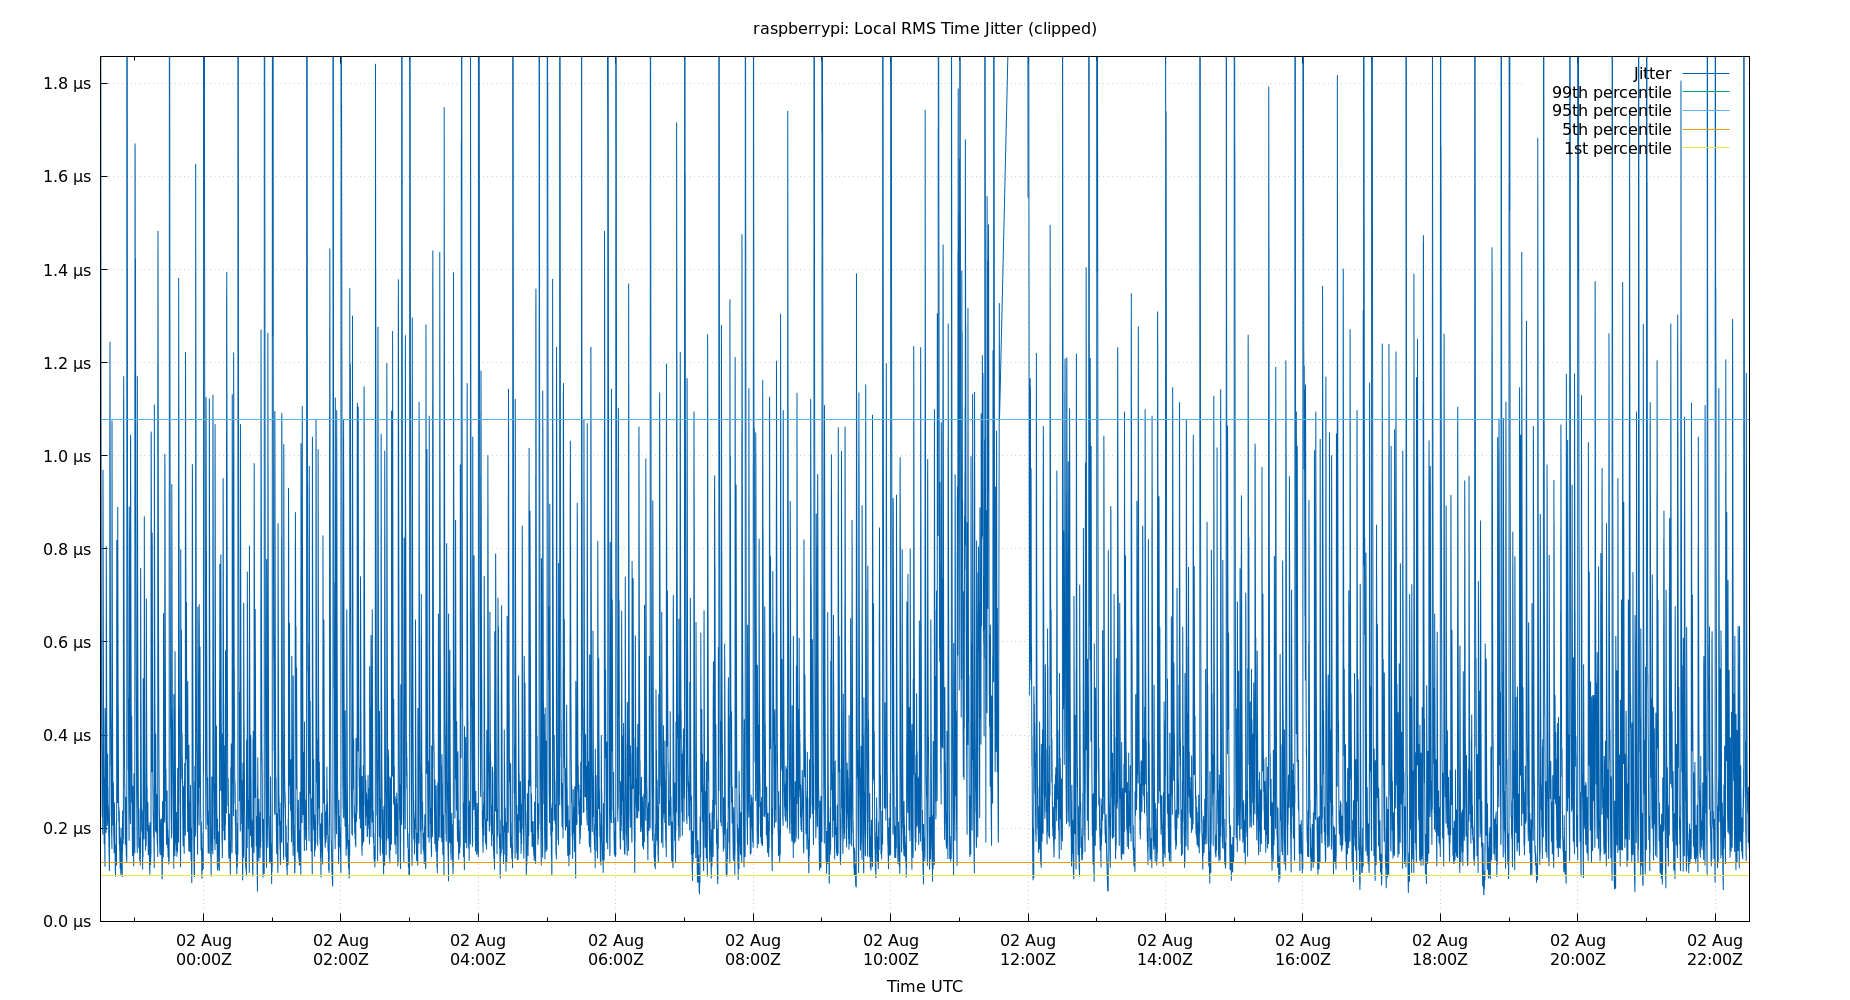 raspberrypi: Local RMS Time Jitter (clipped)
1.8 µs
1.6 µs
1.4 µs
1.2 µs
1.0 µs
0.8 µs
0.6 µs
0.4 µs
0.2 µs
0.0 µs
Jitter
99th percentile
95th percentile
5th percentile
1st percentile
02 Aug 02 Aug 02 Aug 02 Aug 02 Aug 02 Aug 02 Aug 02 Aug 02 Aug 02 Aug 02 Aug 02 Aug
00:00Z 02:00Z 04:00Z 06:00Z 08:00Z 10:00Z 12:00Z 14:00Z 16:00Z 18:00Z 20:00Z 22:00Z
Time UTC